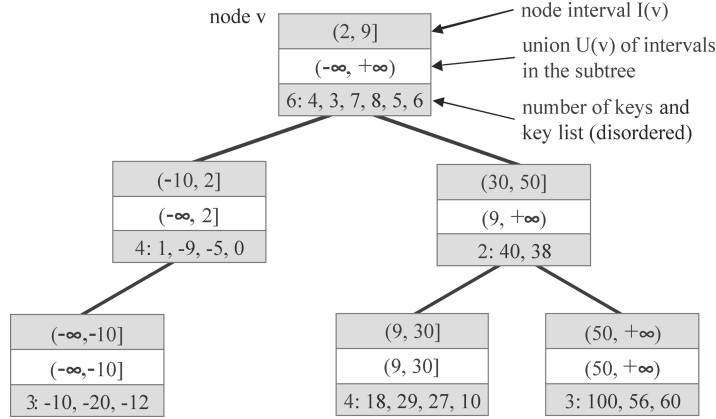 node v
(2, 9]
(-∞, +∞)
6: 4, 3, 7, 8, 5, 6
node interval I(v)
union U(v) of intervals
in the subtree
number of keys and
key list (disordered)
(-10, 2]
(-∞, 2]
4: 1, -9, -5, 0
(30, 50]
(9, +∞)
2: 40, 38
(-∞,-10]
(-∞,-10]
3: -10, -20, -12
(9, 30]
(9, 30]
4: 18, 29, 27, 10
(50, +∞)
(50, +∞)
3: 100, 56, 60